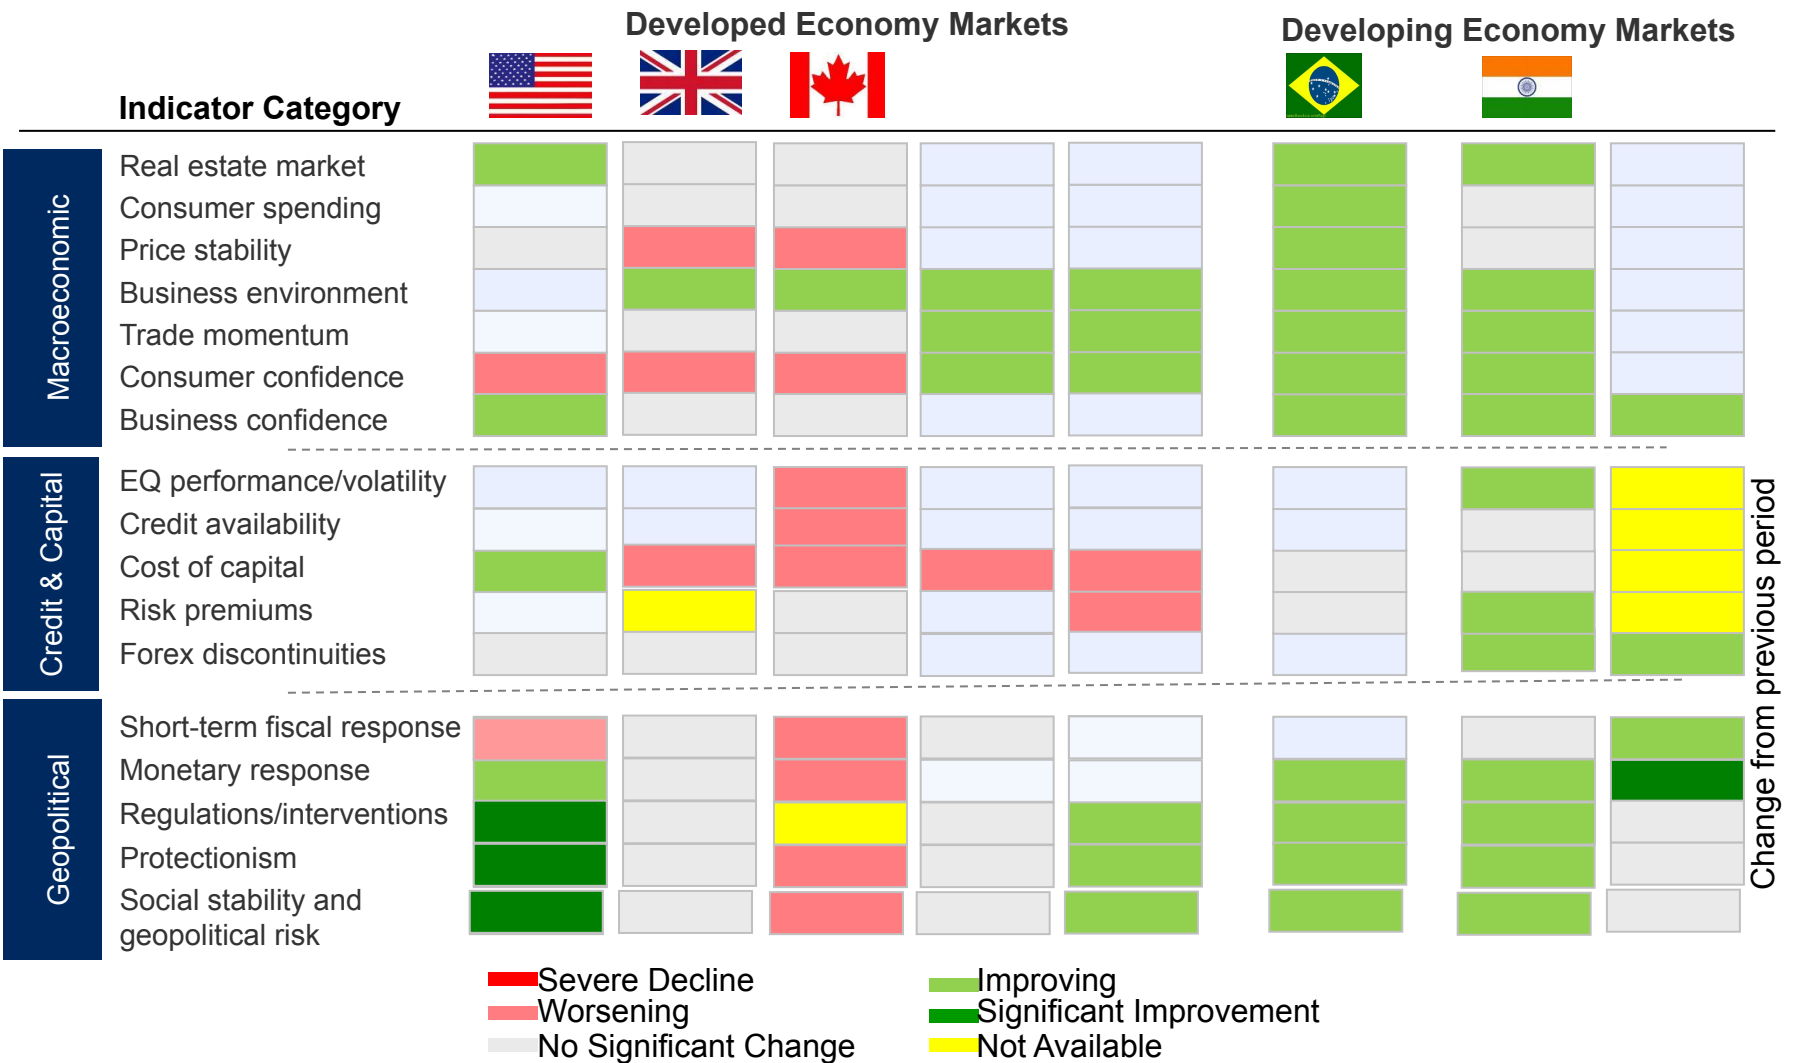 Developed Economy Markets
Developing Economy Markets
Indicator Category
Macroeconomic
Real estate market
Consumer spending
Price stability
Business environment
Trade momentum
Consumer confidence
Business confidence
Credit & Capital
EQ performance/volatility
Credit availability
Cost of capital
Risk premiums
Forex discontinuities
Geopolitical
Short-term fiscal response
Monetary response
Regulations/interventions
Protectionism
Social stability and
geopolitical risk
Change from previous period
Severe Decline
Worsening
No Significant Change
Improving
Significant Improvement
Not Available